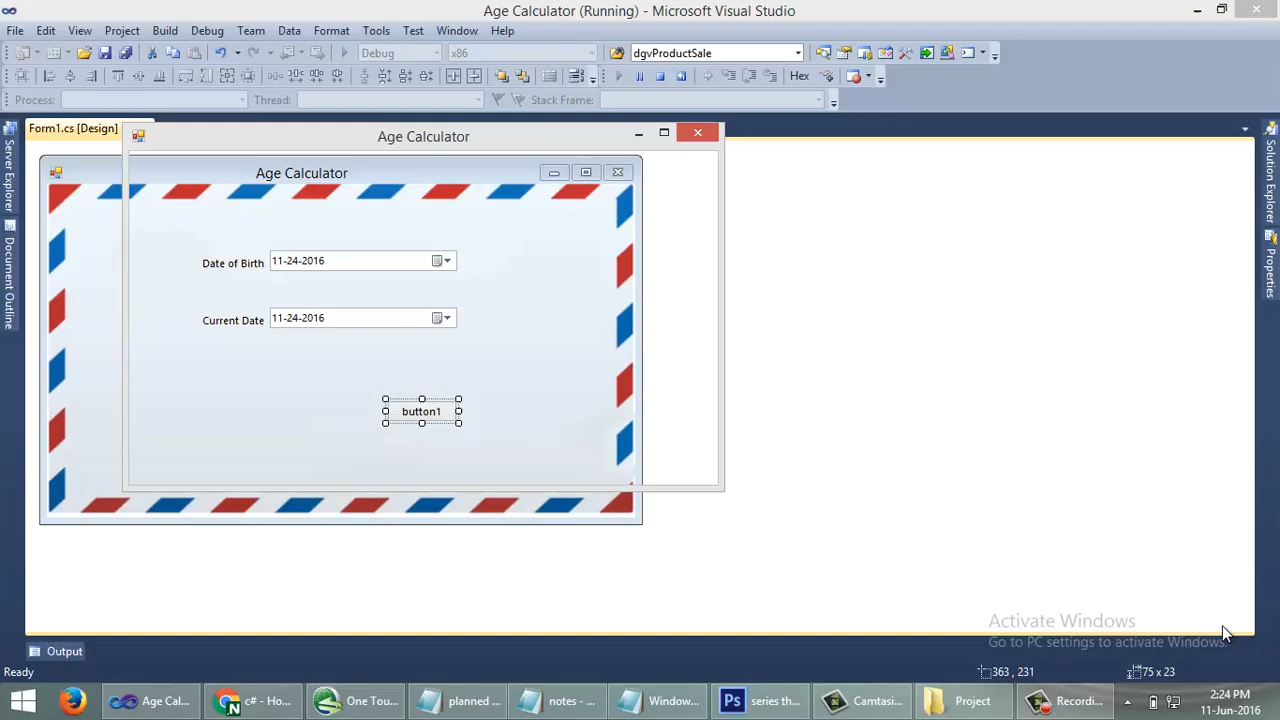 Age Calculator (Running) - Microsoft Visual Studio
File Edit View Project Build Debug Team Data Format Tools Test Window Help
Debug x86 dgvProductSale
Hex
Process: Thread: Stack Frame:
Form1.cs [Design]
Age Calculator
Age Calculator
Date of Birth 11-24-2016
Current Date 11-24-2016
button1
Server Explorer
Document Outline
Solution Explorer
Properties
Activate Windows
Go to PC settings to activate Windows.
Output
Ready 363 , 231 75 x 23
Age Cal... c# - Ho... One Tou... planned ... notes - ... Window... Ps series th... Camtasi... Project Recordi... 2:24 PM
11-Jun-2016